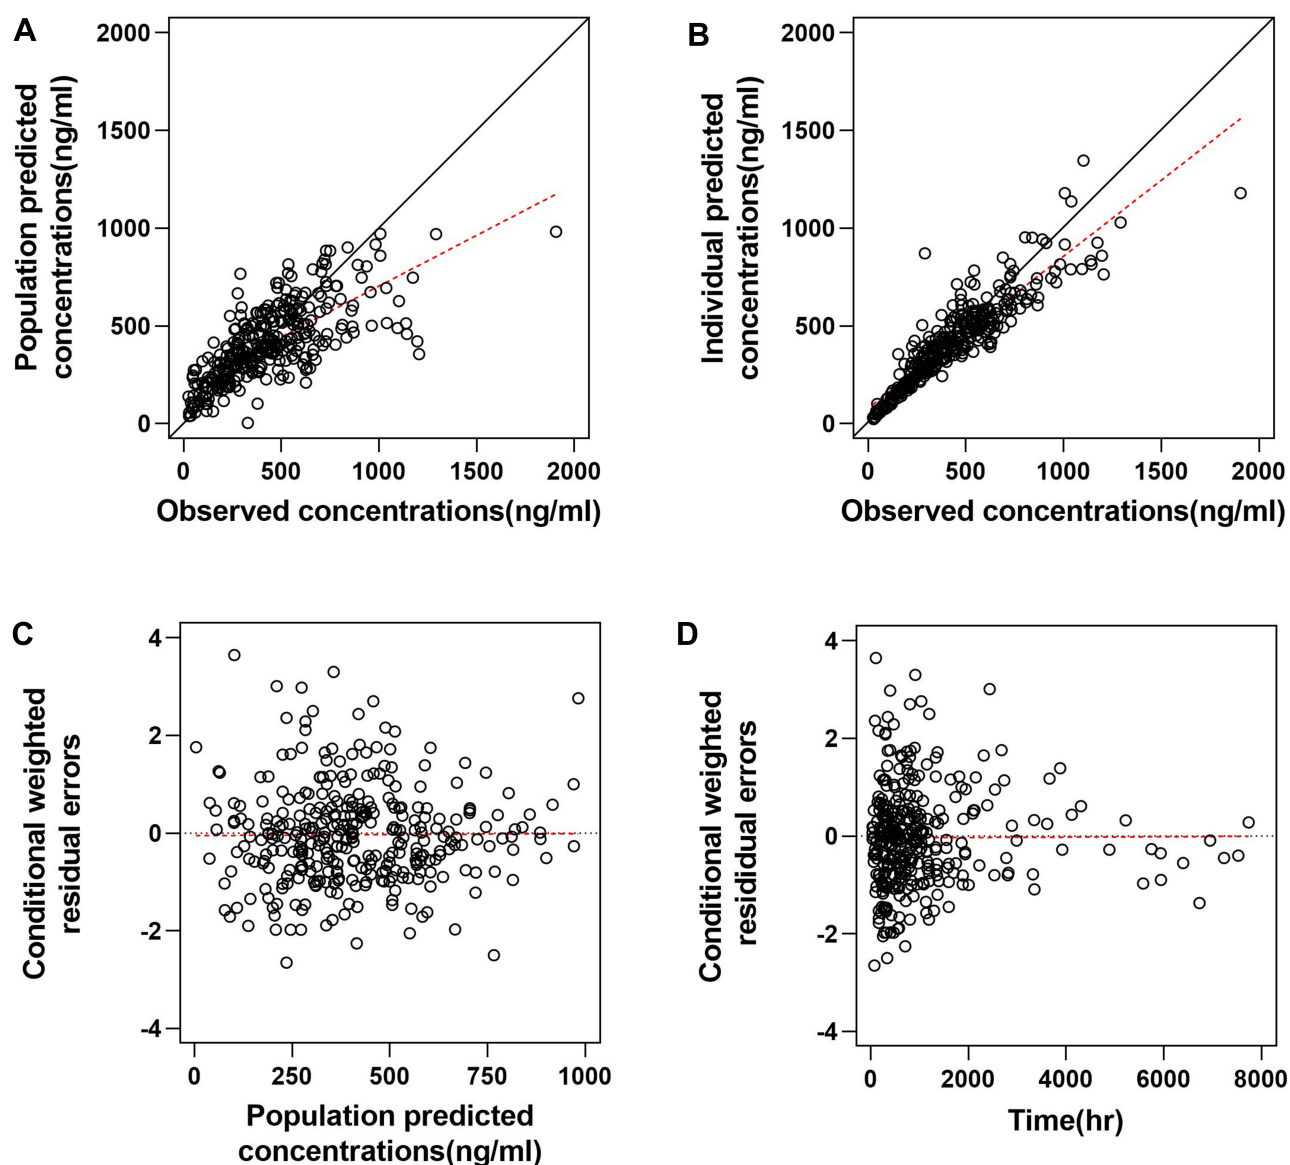 A
Population predicted
concentrations(ng/ml)
2000
1500
1000
500
0
0 500 1000 1500 2000
Observed concentrations(ng/ml)
B
Individual predicted
concentrations(ng/ml)
2000
1500
1000
500
0
0 500 1000 1500 2000
Observed concentrations(ng/ml)
C
Conditional weighted
residual errors
4
2
0
-2
-4
0 250 500 750 1000
Population predicted
concentrations(ng/ml)
D
Conditional weighted
resididual errors
4
2
0
-2
-4
0 2000 4000 6000 8000
Time(hr)